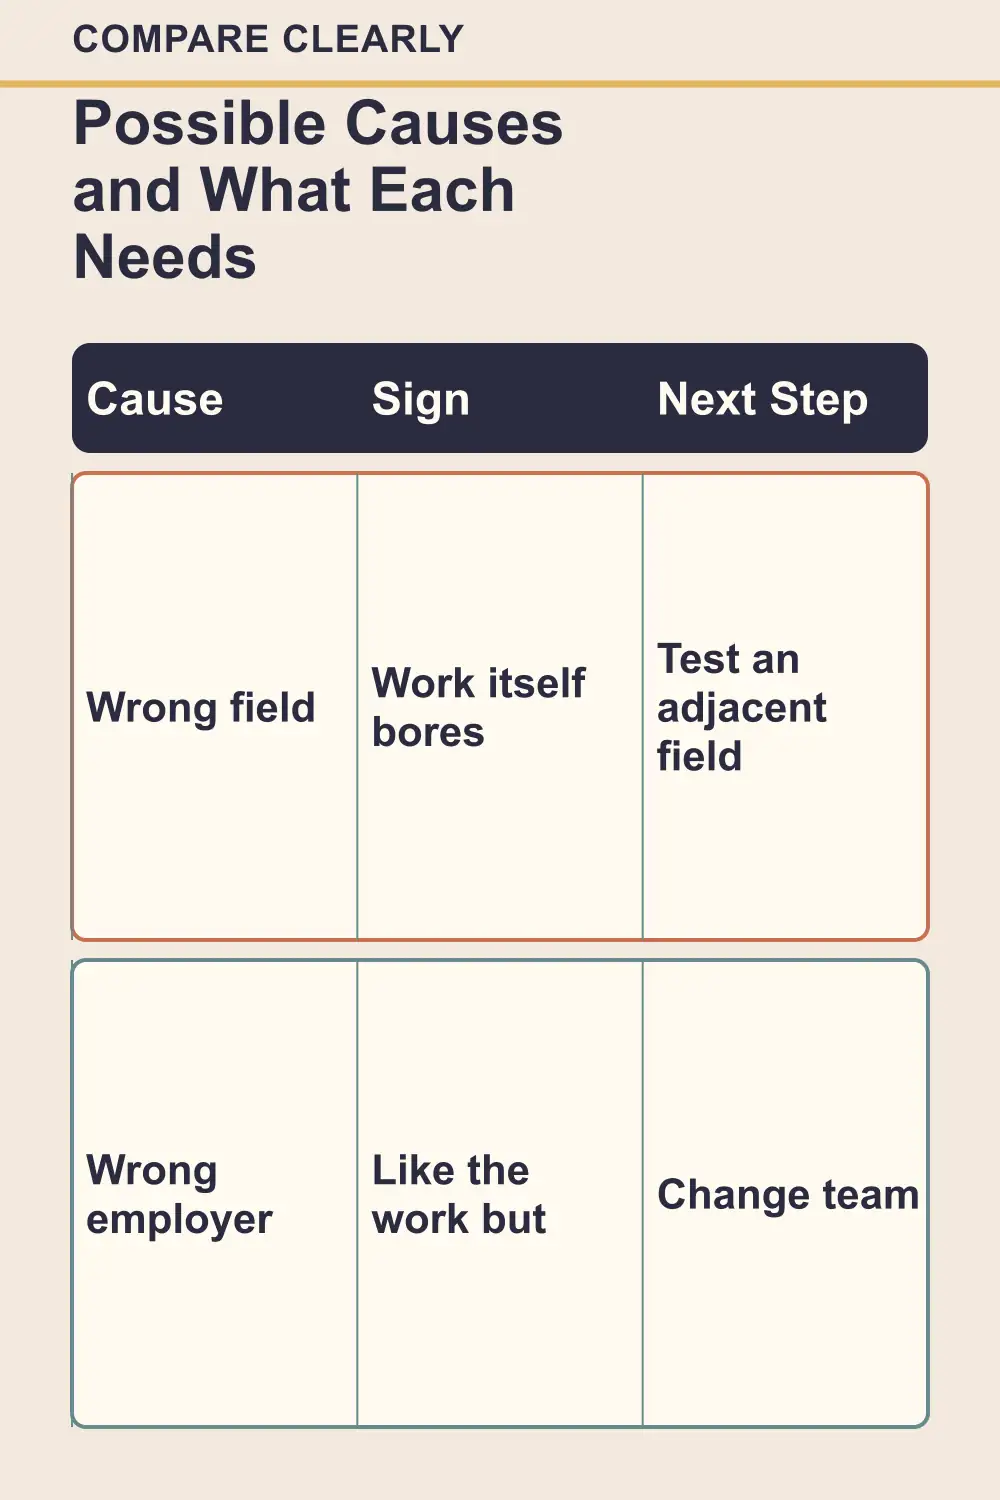 COMPARE CLEARLY
Possible Causes
and What Each
Needs
Cause
Sign
Next Step
Wrong field
Work itself
bores
Test an
adjacent
field
Wrong
employer
Like the
work but
Change team